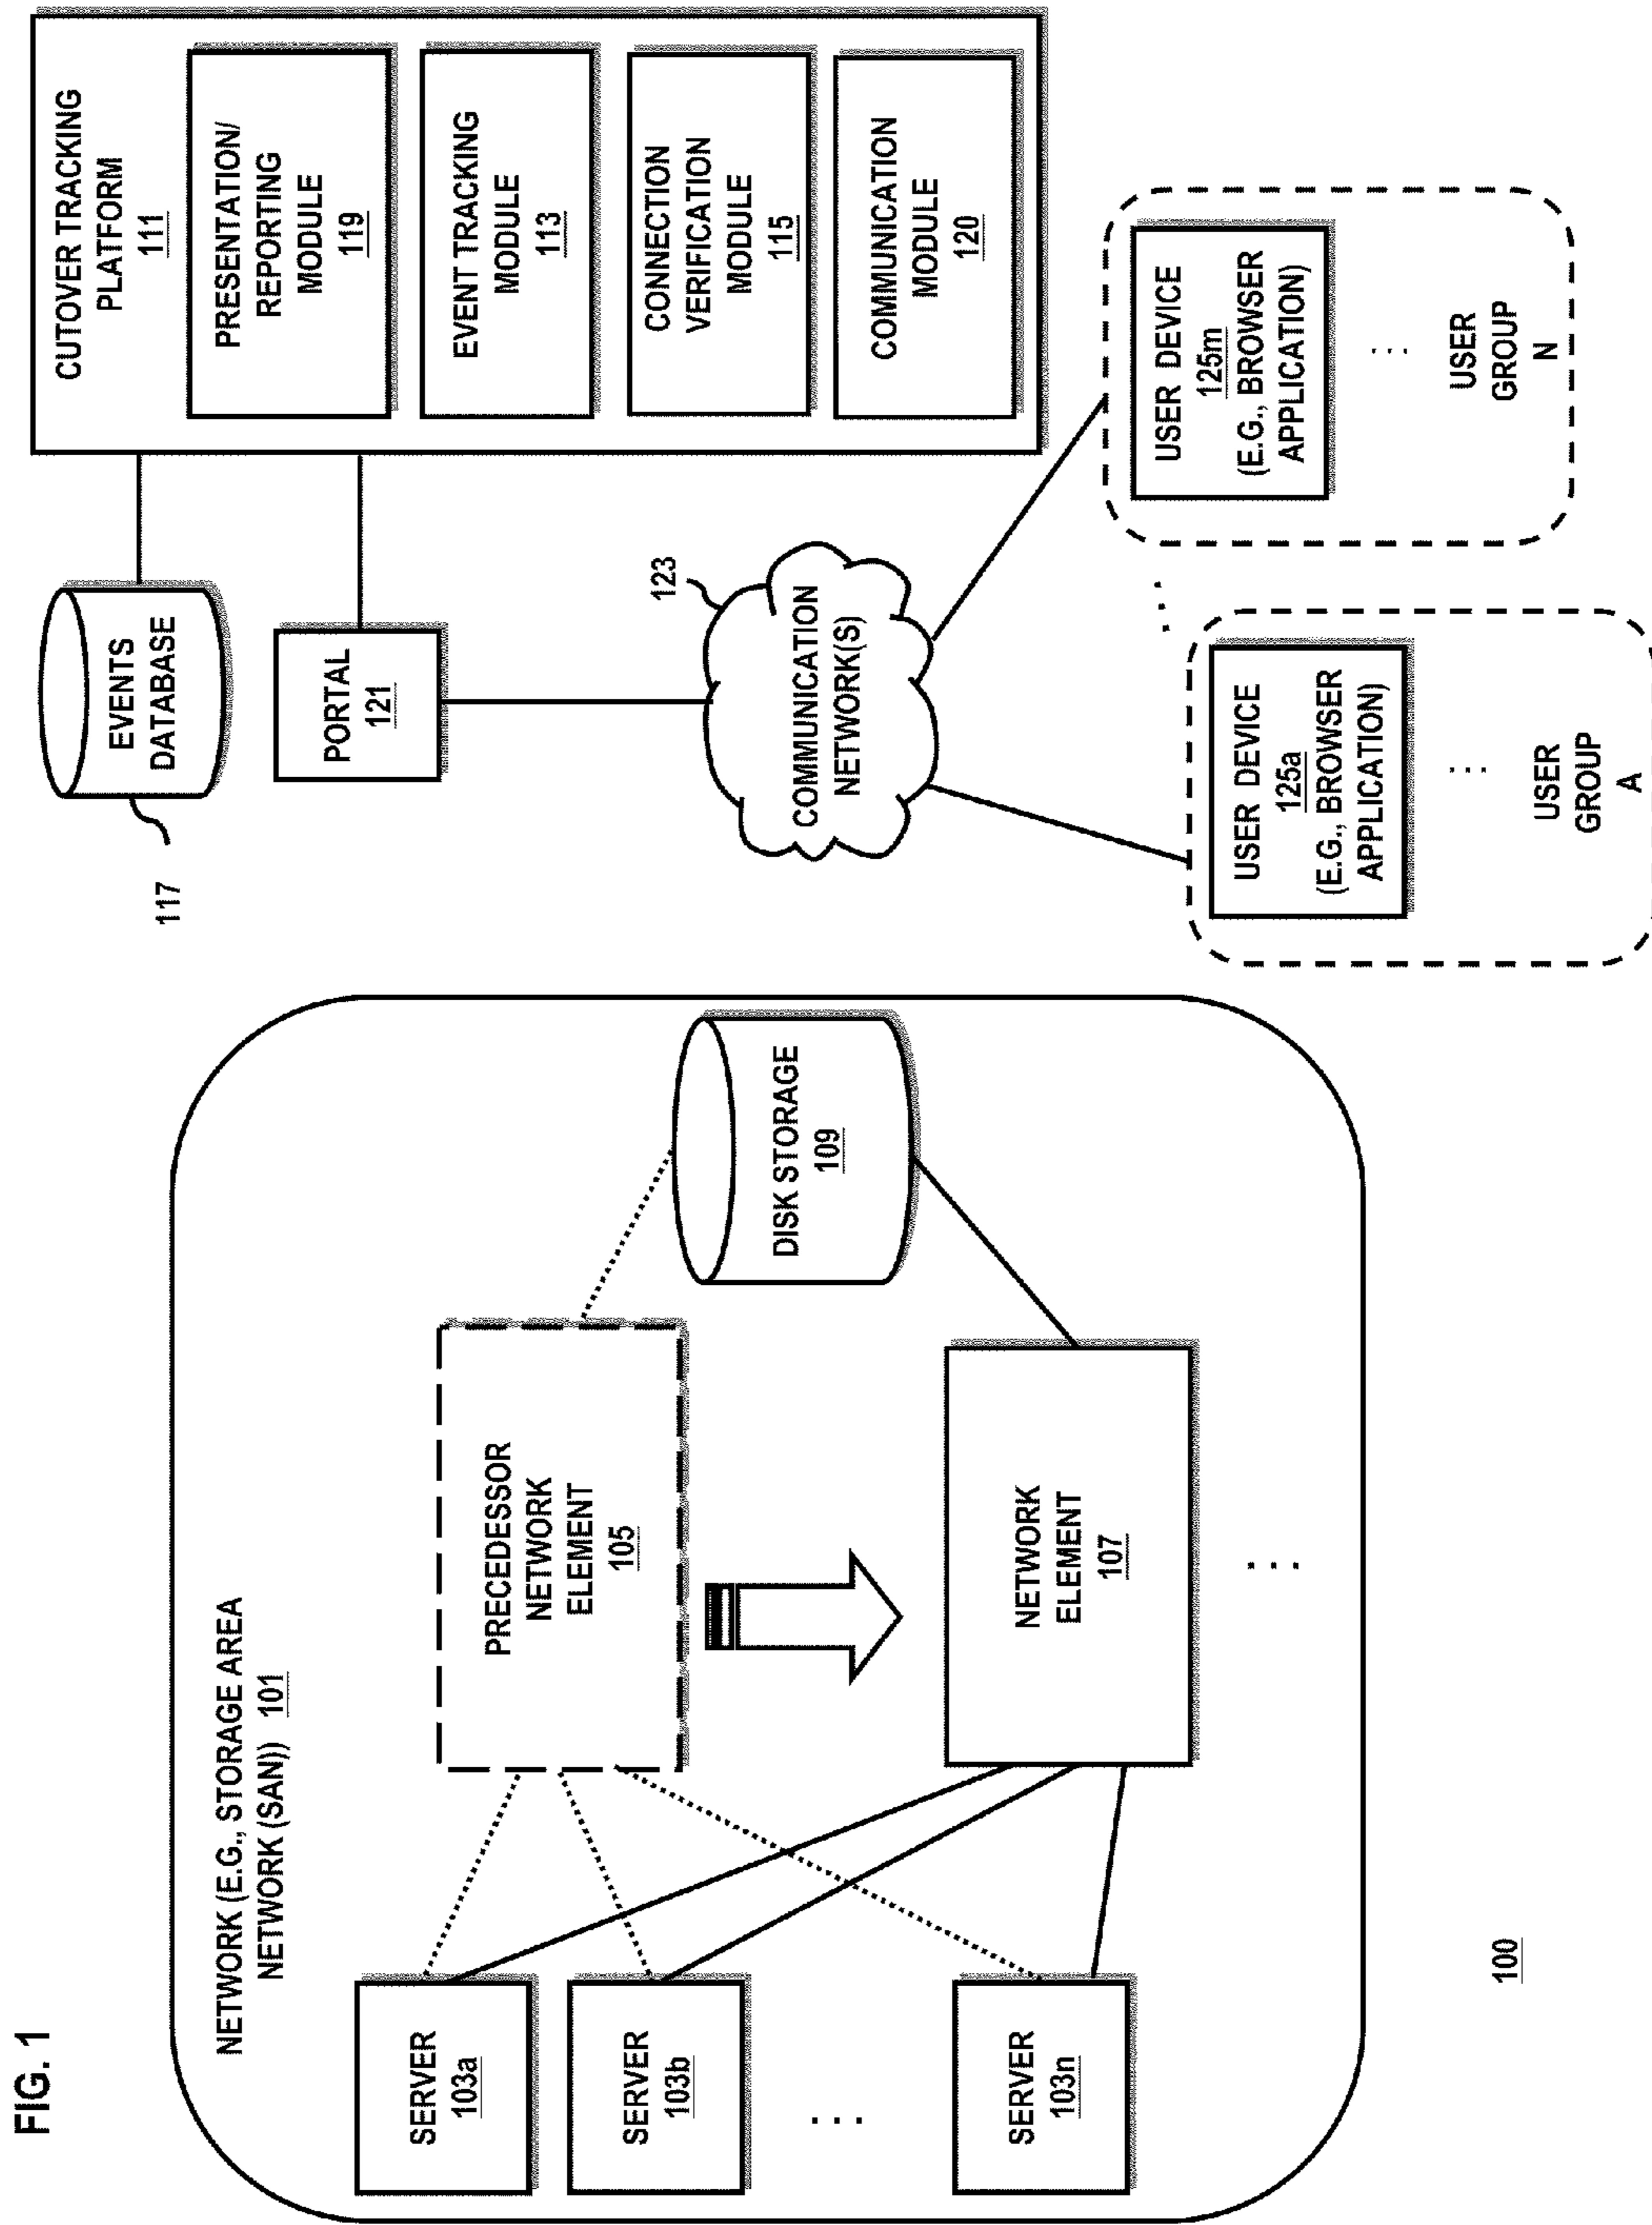 FIG. 1
NETWORK (E.G., STORAGE AREA
NETWORK (SAN)) 101
SERVER
103a
SERVER
103b
...
SERVER
103n
PRECEDESSOR
NETWORK
ELEMENT
105
NETWORK
ELEMENT
107
...
DISK STORAGE
109
117
EVENTS
DATABASE
PORTAL
121
123
COMMUNICATION
NETWORK(S)
CUTOVER TRACKING
PLATFORM
111
PRESENTATION/
REPORTING
MODULE
119
EVENT TRACKING
MODULE
113
CONNECTION
VERIFICATION
MODULE
115
COMMUNICATION
MODULE
120
USER DEVICE
125a
(E.G., BROWSER
APPLICATION)
...
USER
GROUP
A
...
USER DEVICE
125m
(E.G., BROWSER
APPLICATION)
...
USER
GROUP
N
100